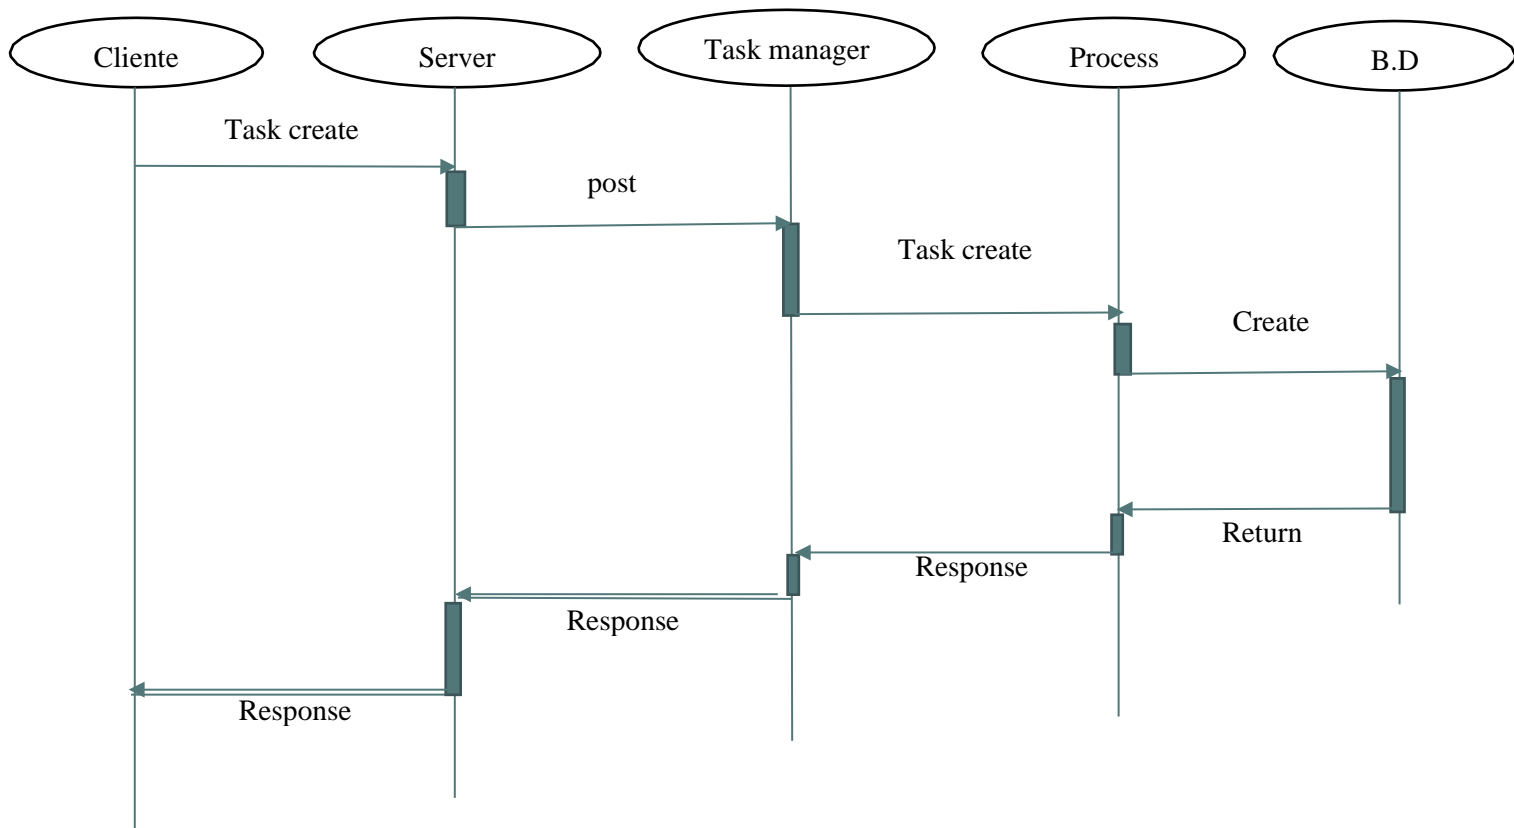 Cliente
Server
Task manager
Process
B.D
Task create
post
Task create
Create
Return
Response
Response
Response